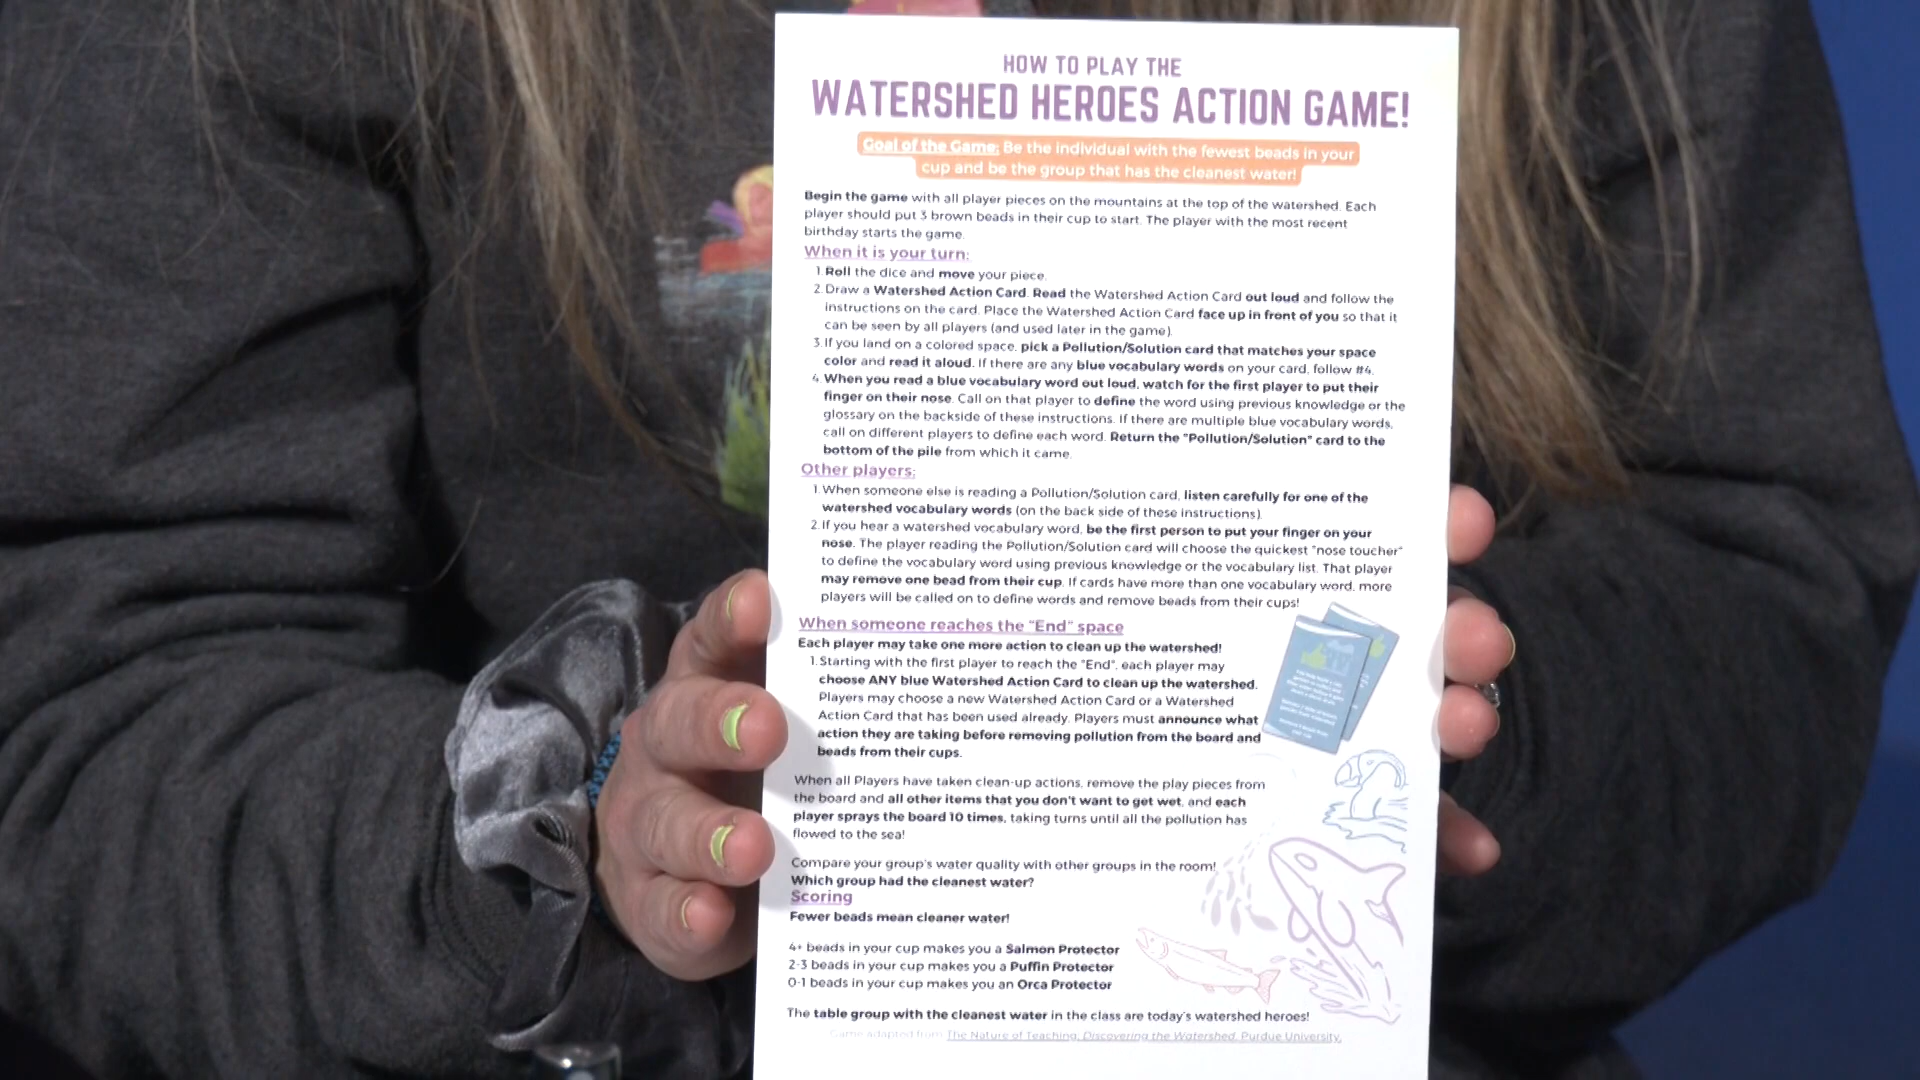 HOW TO PLAY THE
WATERSHED HEROES ACTION GAME!
Goal of the Game: Be the individual with the fewest beads in your
cup and be the group that has the cleanest water!
Begin the game with all player pieces on the mountains at the top of the watershed. Each
player should put 3 brown beads in their cup to start. The player with the most recent
birthday starts the game.
When it is your turn:
1. Roll the dice and move your piece.
2. Draw a Watershed Action Card. Read the Watershed Action Card out loud and follow the
instructions on the card. Place the Watershed Action Card face up in front of you so that it
can be seen by all players (and used later in the game).
3. If you land on a colored space, pick a Pollution/Solution card that matches your space
color and read it aloud. If there are any blue vocabulary words on your card, follow #4.
4. When you read a blue vocabulary word out loud, watch for the first player to put their
finger on their nose. Call on that player to define the word using previous knowledge or the
glossary on the backside of these instructions. If there are multiple blue vocabulary words,
call on different players to define each word. Return the "Pollution/Solution" card to the
bottom of the pile from which it came.
Other players:
1. When someone else is reading a Pollution/Solution card, listen carefully for one of the
watershed vocabulary words (on the back side of these instructions).
2. If you hear a watershed vocabulary word, be the first person to put your finger on your
nose. The player reading the Pollution/Solution card will choose the quickest "nose toucher"
to define the vocabulary word using previous knowledge or the vocabulary list. That player
may remove one bead from their cup. If cards have more than one vocabulary word, more
players will be called on to define words and remove beads from their cups!
When someone reaches the "End" space
Each player may take one more action to clean up the watershed!
1. Starting with the first player to reach the "End", each player may
choose ANY blue Watershed Action Card to clean up the watershed.
Players may choose a new Watershed Action Card or a Watershed
Action Card that has been used already. Players must announce what
action they are taking before removing pollution from the board and
beads from their cups.
When all Players have taken clean-up actions, remove the play pieces from
the board and all other items that you don't want to get wet, and each
player sprays the board 10 times, taking turns until all the pollution has
flowed to the sea!
Compare your group's water quality with other groups in the room!
Which group had the cleanest water?
Scoring
Fewer beads mean cleaner water!
4+ beads in your cup makes you a Salmon Protector
2-3 beads in your cup makes you a Puffin Protector
0-1 beads in your cup makes you an Orca Protector
The table group with the cleanest water in the class are today's watershed heroes!
Game adapted from The Nature of Teaching, Discovering the Watershed, Purdue University.